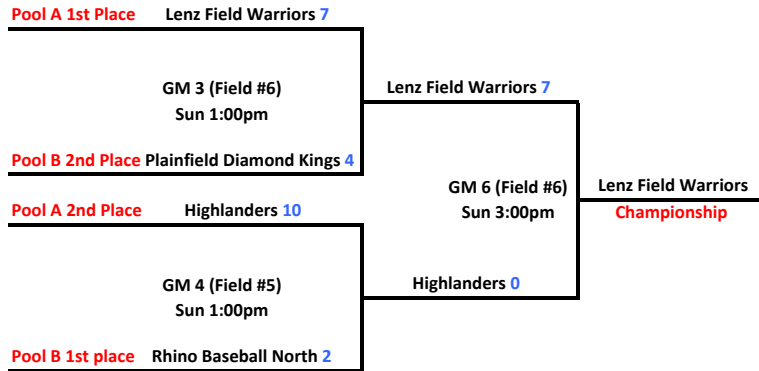 Pool A 1st Place Lenz Field Warriors 7
GM 3 (Field #6)
Sun 1:00pm
Lenz Field Warriors 7
Pool B 2nd Place Plainfield Diamond Kings 4
GM 6 (Field #6)
Sun 3:00pm
Lenz Field Warriors
Championship
Pool A 2nd Place Highlanders 10
GM 4 (Field #5)
Sun 1:00pm
Highlanders 0
Pool B 1st place Rhino Baseball North 2